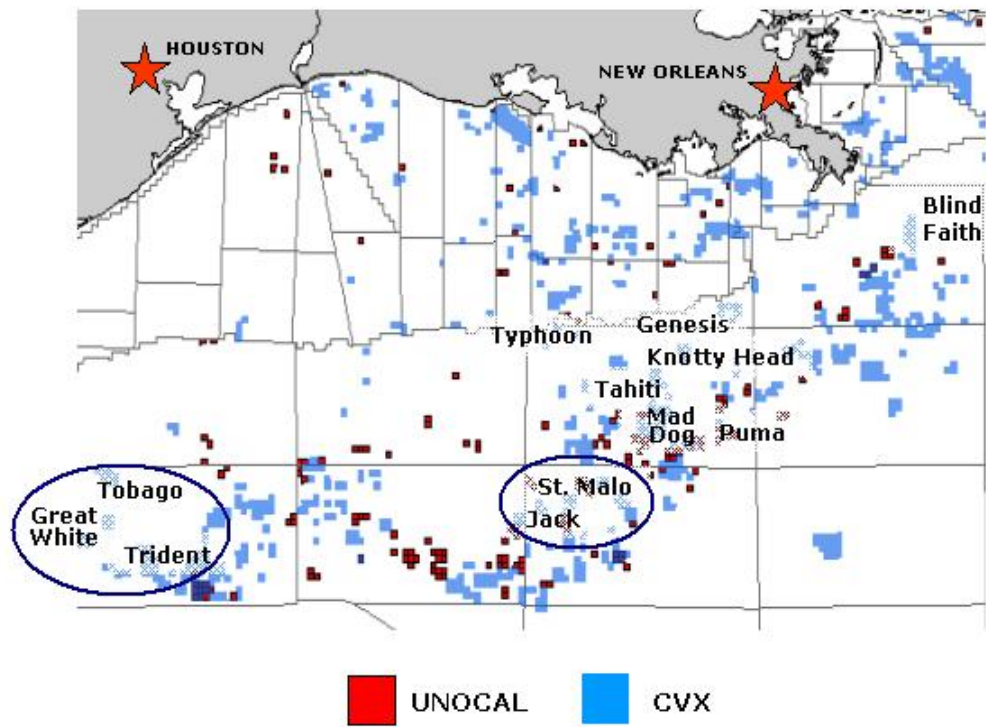 HOUSTON
NEW ORLEANS
Blind
Faith
Typhoon
Genesis
Knotty Head
Tahiti
Mad
Dog
Puma
Tobago
Great
White
Trident
St. Malo
Jack
UNOCAL
CVX